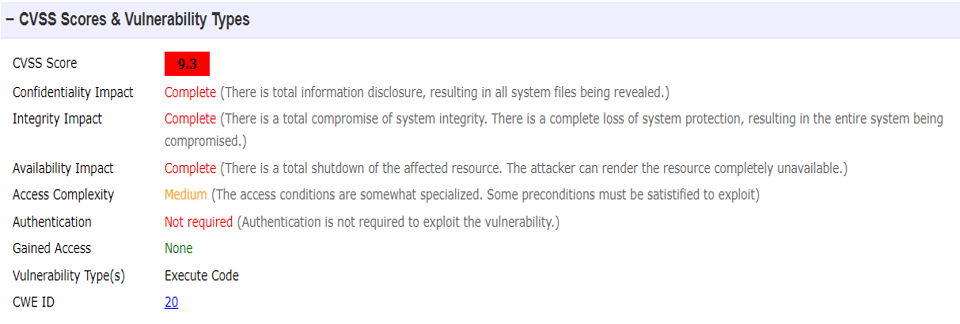 – CVSS Scores & Vulnerability Types
CVSS Score 9.3
Confidentiality Impact Complete (There is total information disclosure, resulting in all system files being revealed.)
Integrity Impact Complete (There is a total compromise of system integrity. There is a complete loss of system protection, resulting in the entire system being
compromised.)
Availability Impact Complete (There is a total shutdown of the affected resource. The attacker can render the resource completely unavailable.)
Access Complexity Medium (The access conditions are somewhat specialized. Some preconditions must be satistified to exploit)
Authentication Not required (Authentication is not required to exploit the vulnerability.)
Gained Access None
Vulnerability Type(s) Execute Code
CWE ID 20